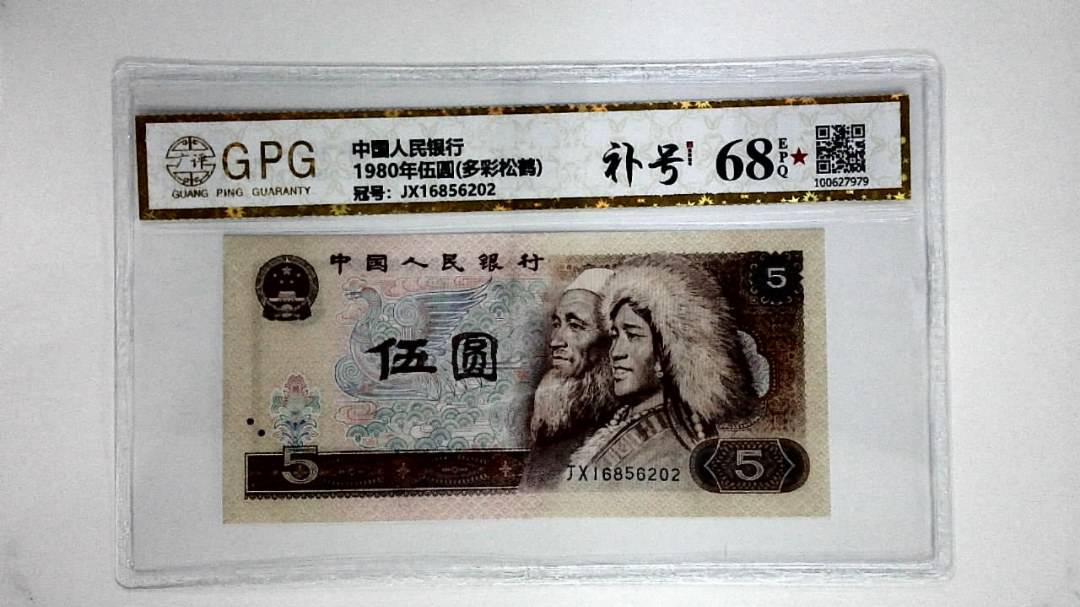 广评
GPG
GUANG PING GUARANTY
中国人民银行
1980年伍圆(多彩松鹤)
冠号: JX16856202
补号
68
EPQ
100627979
中国人民银行
5
伍圆
5
JX16856202
5